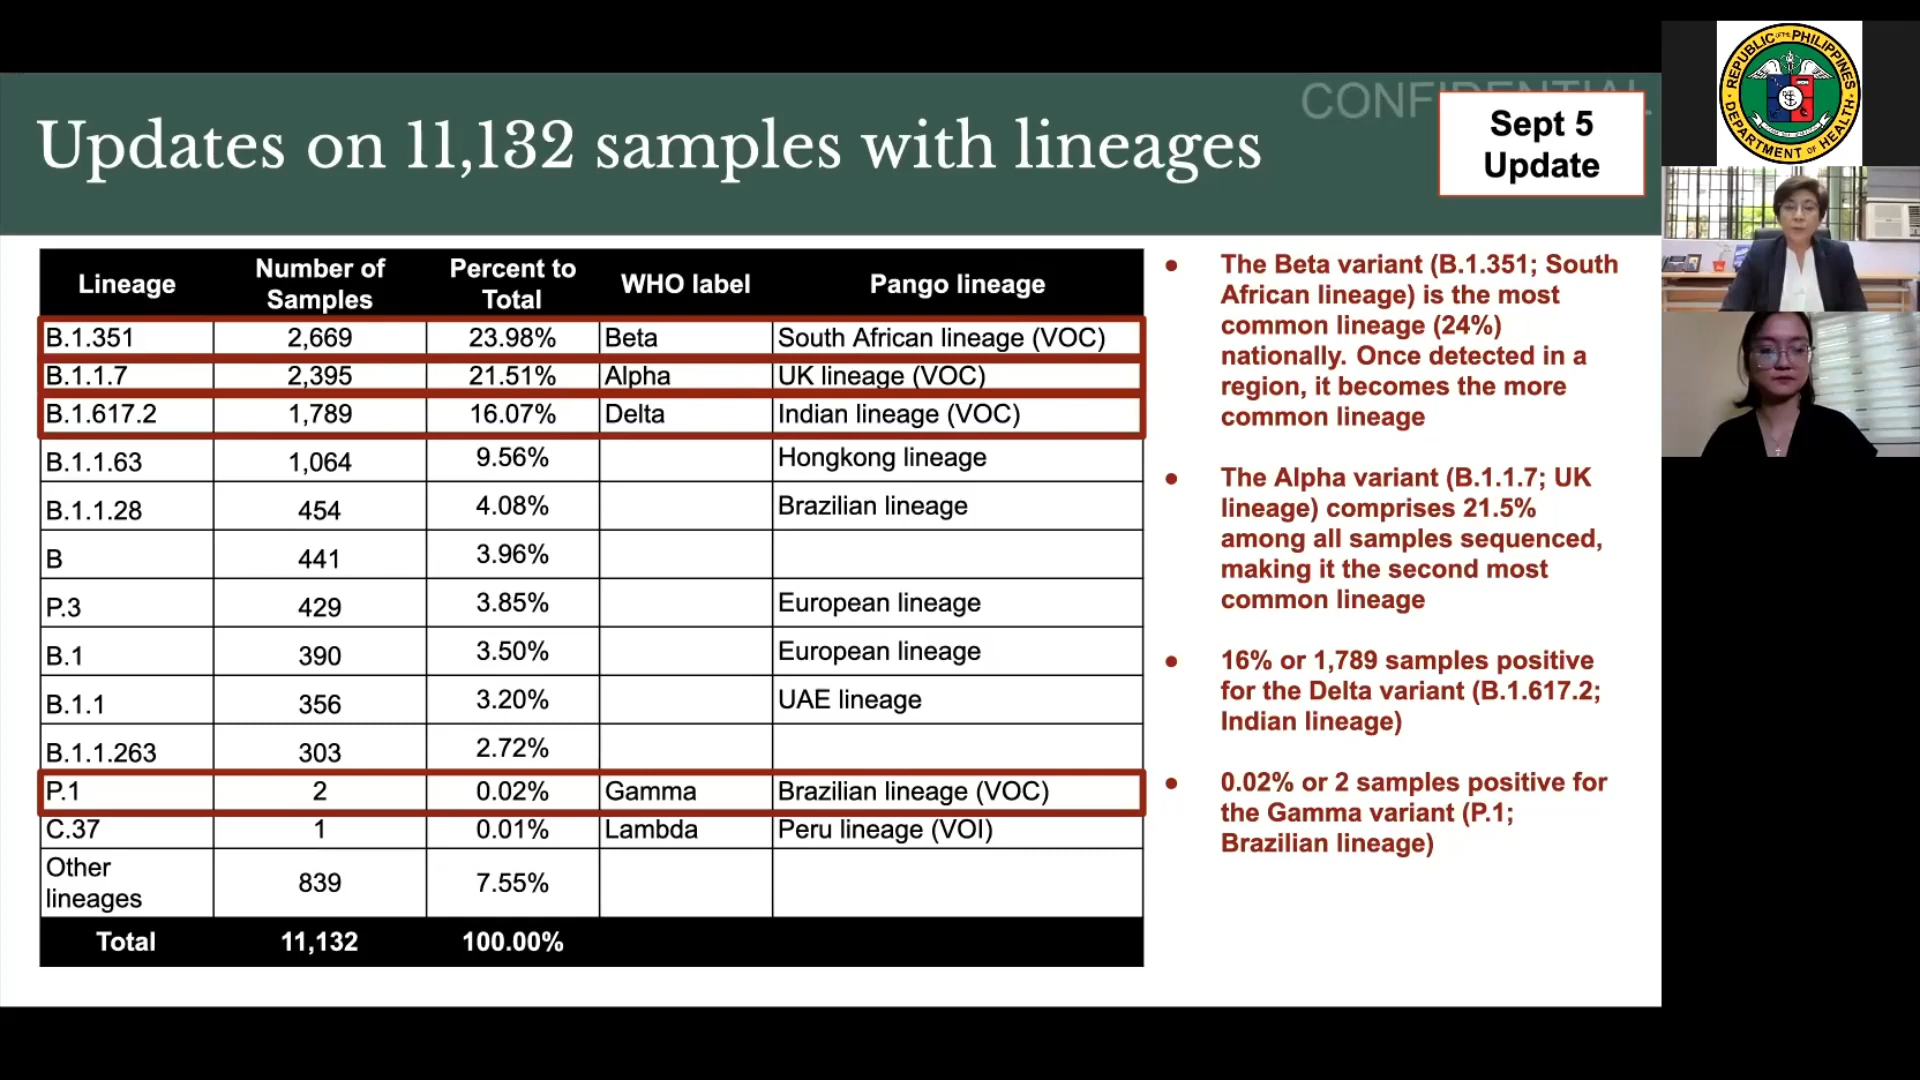 CONFIDENTIAL
Updates on 11,132 samples with lineages
Sept 5
Update
REPUBLIC OF THE PHILIPPINES
DEPARTMENT OF HEALTH
Lineage Number of Samples Percent to Total WHO label Pango lineage
B.1.351 2,669 23.98% Beta South African lineage (VOC)
B.1.1.7 2,395 21.51% Alpha UK lineage (VOC)
B.1.617.2 1,789 16.07% Delta Indian lineage (VOC)
B.1.1.63 1,064 9.56% Hongkong lineage
B.1.1.28 454 4.08% Brazilian lineage
B 441 3.96%
P.3 429 3.85% European lineage
B.1 390 3.50% European lineage
B.1.1 356 3.20% UAE lineage
B.1.1.263 303 2.72%
P.1 2 0.02% Gamma Brazilian lineage (VOC)
C.37 1 0.01% Lambda Peru lineage (VOI)
Other lineages 839 7.55%
Total 11,132 100.00%
● The Beta variant (B.1.351; South
African lineage) is the most
common lineage (24%)
nationally. Once detected in a
region, it becomes the more
common lineage
● The Alpha variant (B.1.1.7; UK
lineage) comprises 21.5%
among all samples sequenced,
making it the second most
common lineage
● 16% or 1,789 samples positive
for the Delta variant (B.1.617.2;
Indian lineage)
● 0.02% or 2 samples positive for
the Gamma variant (P.1;
Brazilian lineage)